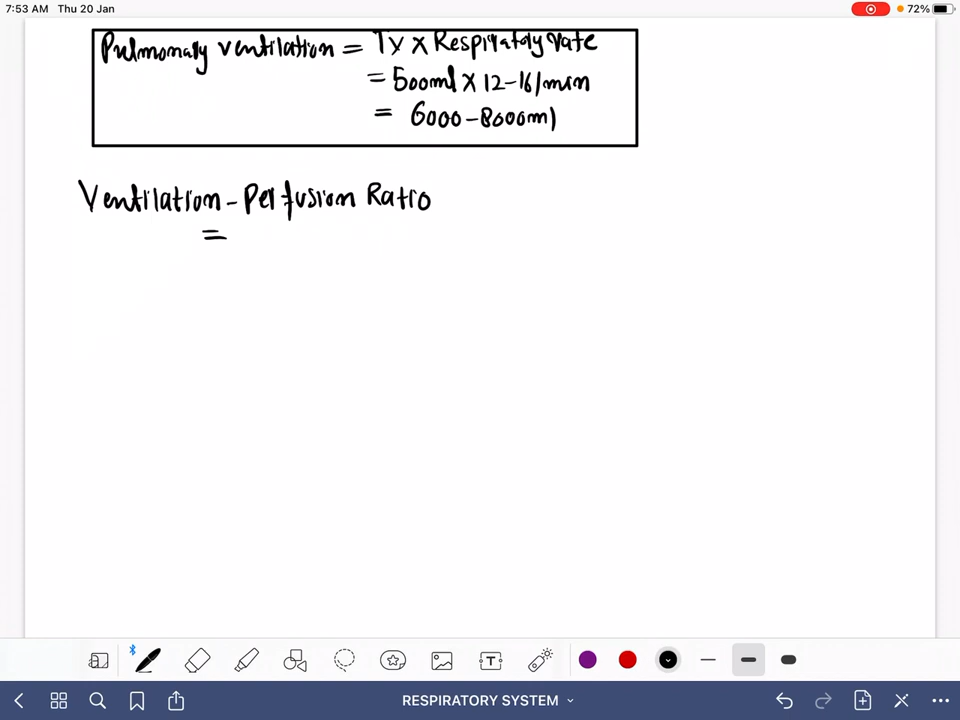 7:53 AM Thu 20 Jan
72%
Pulmonary ventilation = TV x Respiratory rate
= 500ml x 12-16/min
= 6000-8000ml
Ventilation-Perfusion Ratio
=
RESPIRATORY SYSTEM